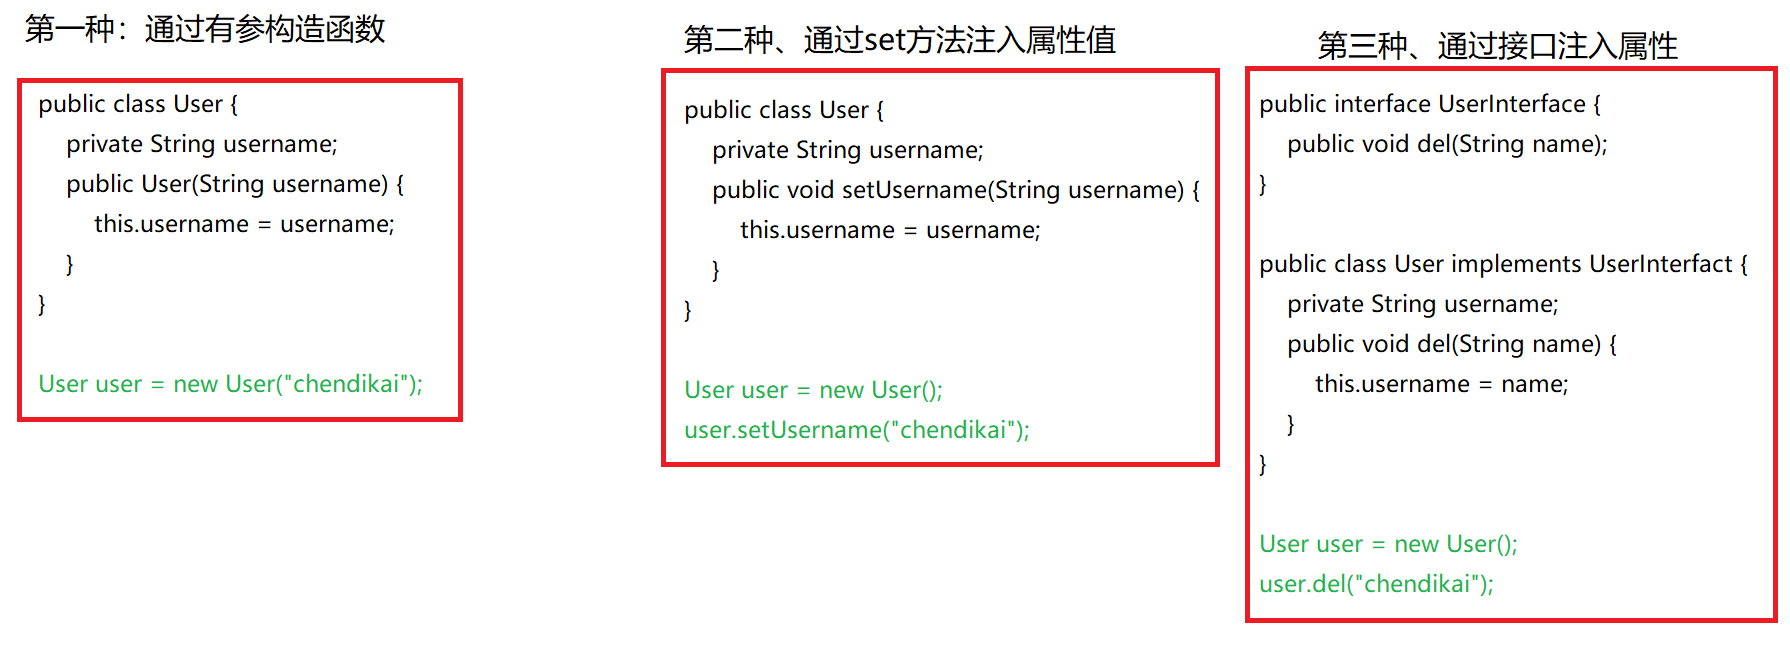 第一种：通过有参构造函数
public class User {
private String username;
public User(String username) {
this.username = username;
}
}
User user = new User("chendikai");
第二种、通过set方法注入属性值
public class User {
private String username;
public void setUsername(String username) {
this.username = username;
}
}
User user = new User();
user.setUsername("chendikai");
第三种、通过接口注入属性
public interface UserInterface {
public void del(String name);
}
public class User implements UserInterfact {
private String username;
public void del(String name) {
this.username = name;
}
}
User user = new User();
user.del("chendikai");